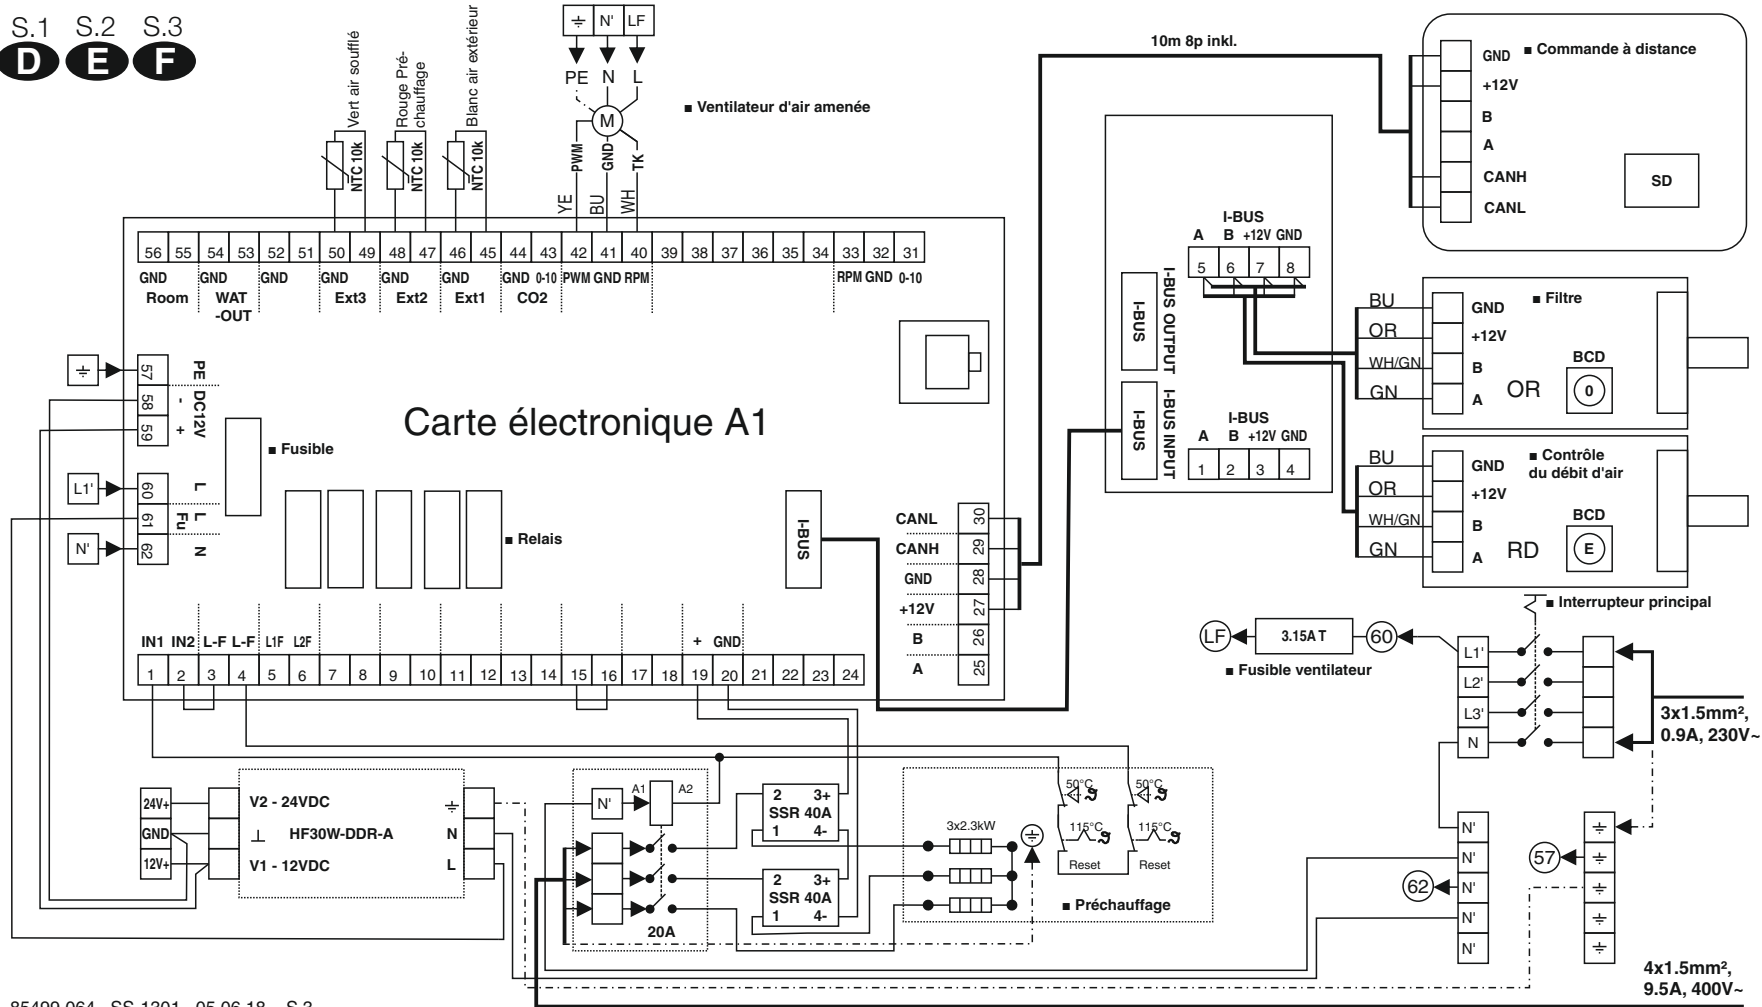 S.1 S.2 S.3
D E F
Vert air soufflé
Rouge Pré-
chauffage
Blanc air extérieur
NTC 10k
NTC 10k
NTC 10k
N' LF
PE N L
M
PWM GND TK
YE BU WH
■ Ventilateur d'air amenée
10m 8p inkl.
■ Commande à distance
GND
+12V
B
A
CANH
CANL
SD
56 55 54 53 52 51 50 49 48 47 46 45 44 43 42 41 40 39 38 37 36 35 34 33 32 31
GND GND GND GND GND GND GND 0-10 PWM GND RPM RPM GND 0-10
Room WAT Ext3 Ext2 Ext1 CO2
-OUT
57 PE
58 -
59 +
DC12V
L1' 60 L
61 L
Fu
N' 62 N
■ Fusible
Carte électronique A1
■ Relais
I-BUS
CANL 30
CANH 29
GND 28
+12V 27
B 26
A 25
IN1 IN2 L-F L-F L1F L2F + GND
1 2 3 4 5 6 7 8 9 10 11 12 13 14 15 16 17 18 19 20 21 22 23 24
I-BUS
A B +12V GND
5 6 7 8
I-BUS
I-BUS OUTPUT
I-BUS
I-BUS INPUT
I-BUS
A B +12V GND
1 2 3 4
■ Filtre
BU GND
OR +12V
WH/GN B
GN A
OR
BCD
0
■ Contrôle
du débit d'air
BU GND
OR +12V
WH/GN B
GN A
RD
BCD
E
■ Interrupteur principal
LF 3.15A T 60
■ Fusible ventilateur
L1'
L2'
L3'
N
3x1.5mm²,
0.9A, 230V~
24V+ V2 - 24VDC
GND ⊥ HF30W-DDR-A N
12V+ V1 - 12VDC L
N' A1 A2
20A
2 3+
SSR 40A
1 4-
2 3+
SSR 40A
1 4-
3x2.3kW
50°C 50°C
115°C 115°C
Reset Reset
■ Préchauffage
N'
N'
N'
N'
N'
57
62
4x1.5mm²,
9.5A, 400V~
85499 064 SS-1301 05.06.18 S.3